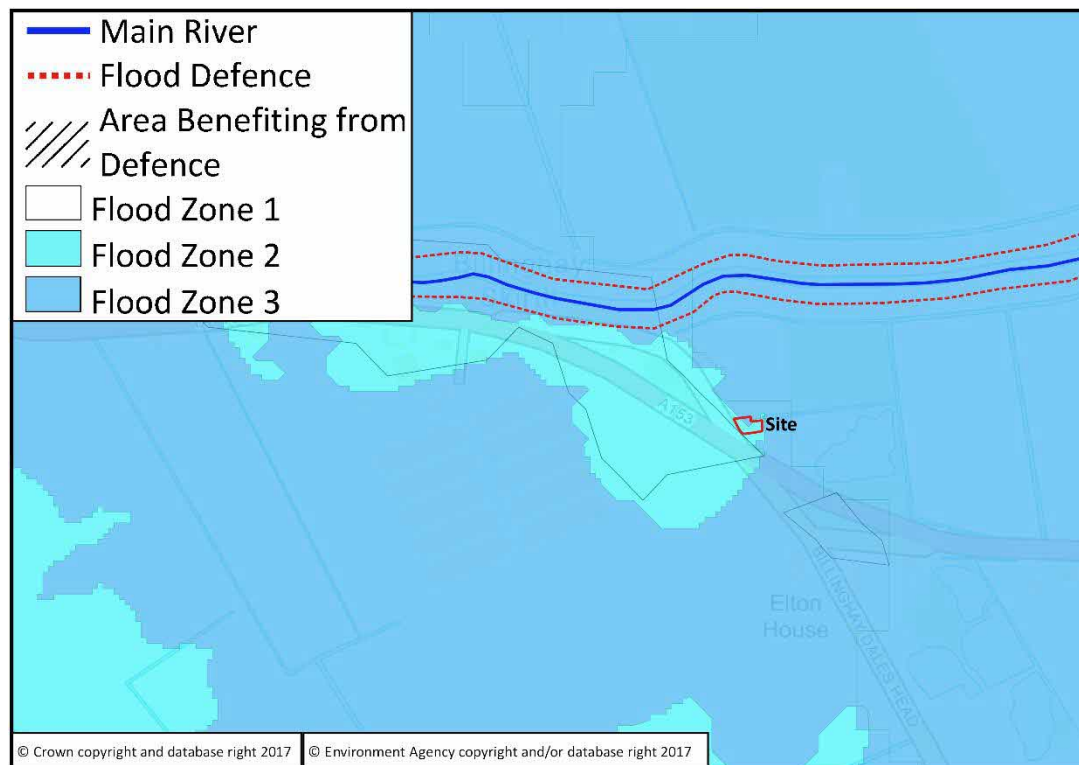 Main River
Flood Defence
Area Benefiting from
Defence
Flood Zone 1
Flood Zone 2
Flood Zone 3
Billinghay
A153
Site
Elton
House
BILLINGHAY DALES HEAD
© Crown copyright and database right 2017
© Environment Agency copyright and/or database right 2017